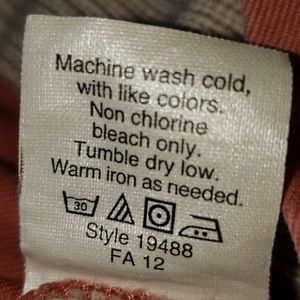 Machine wash cold,
with like colors.
Non chlorine
bleach only.
Tumble dry low.
Warm iron as needed.
30
Style 19488
FA 12